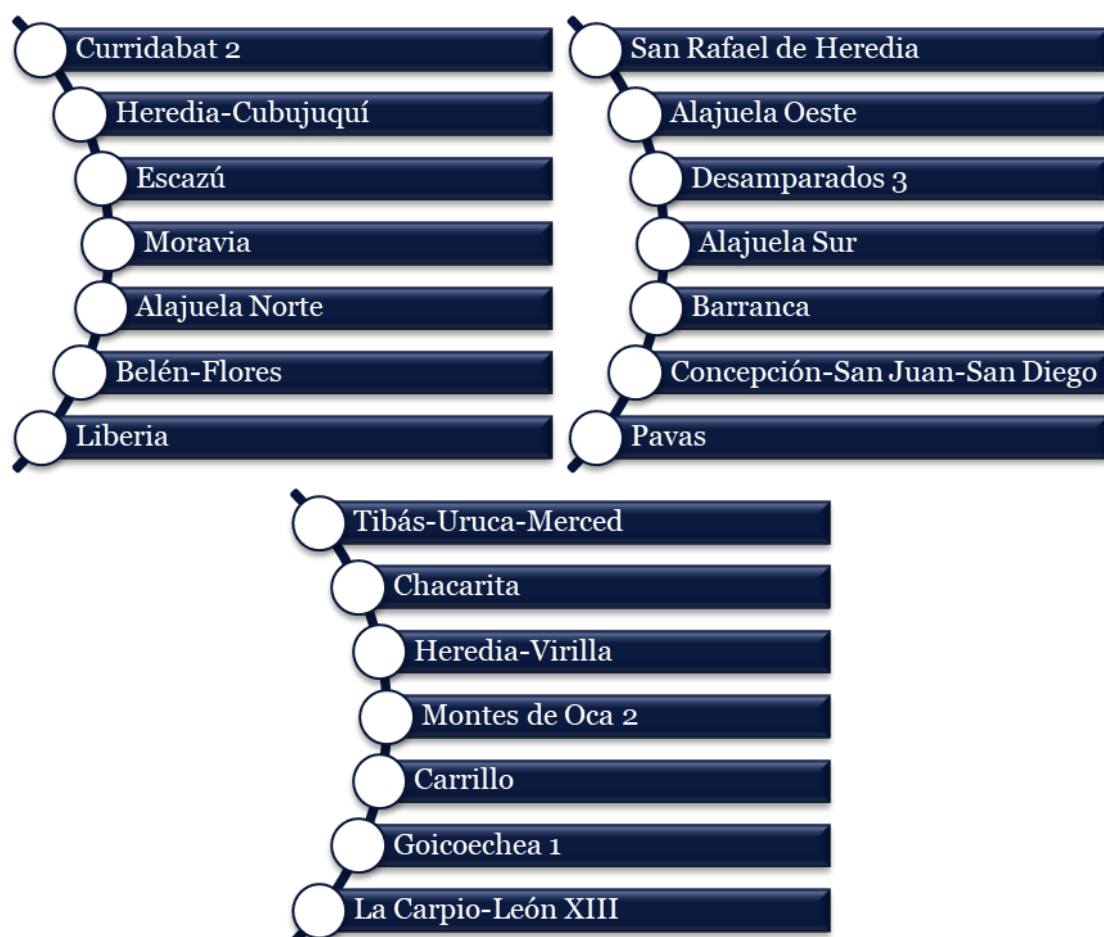 Curridabat 2
Heredia-Cubujuquí
Escazú
Moravia
Alajuela Norte
Belén-Flores
Liberia
San Rafael de Heredia
Alajuela Oeste
Desamparados 3
Alajuela Sur
Barranca
Concepción-San Juan-San Diego
Pavas
Tibás-Uruca-Merced
Chacarita
Heredia-Virilla
Montes de Oca 2
Carrillo
Goicoechea 1
La Carpio-León XIII